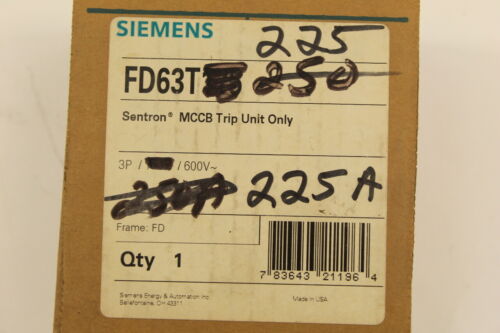 SIEMENS 225
FD63T 250
Sentron® MCCB Trip Unit Only
3P / /600V~
250A 225A
Frame: FD
Qty 1
7 83643 21196 4
Siemens Energy & Automation Inc
Bellefontaine, OH 43311
Made in USA